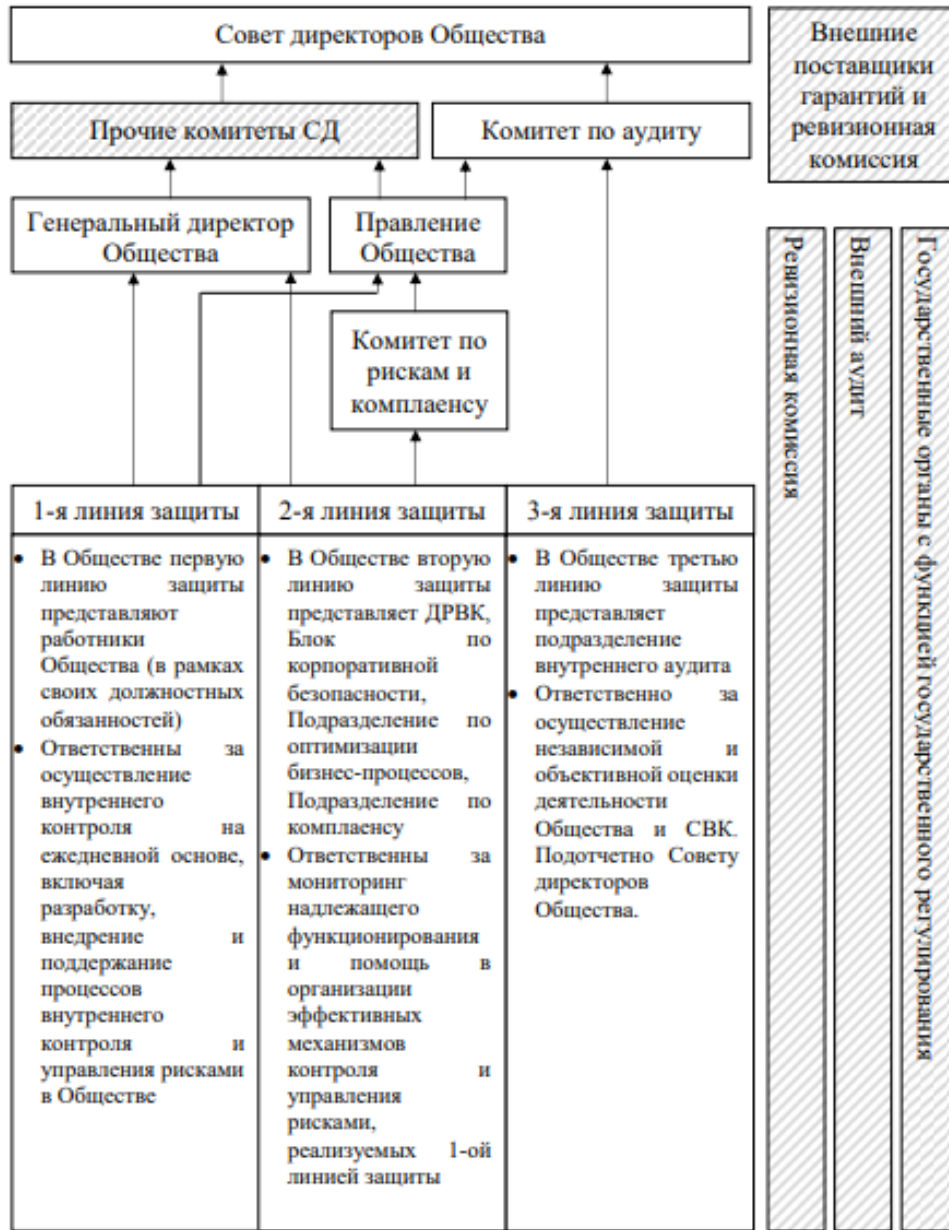 Совет директоров Общества
Внешние
поставщики
гарантий и
ревизионная
комиссия
Прочие комитеты СД
Комитет по аудиту
Генеральный директор
Общества
Правление
Общества
Комитет по
рискам и
комплаенсу
1-я линия защиты
• В Обществе первую
линию защиты
представляют
работники
Общества (в рамках
своих должностных
обязанностей)
• Ответственны за
осуществление
внутреннего
контроля на
ежедневной основе,
включая
разработку,
внедрение и
поддержание
процессов
внутреннего
контроля и
управления рисками
в Обществе
2-я линия защиты
• В Обществе вторую
линию защиты
представляет ДРВК,
Блок по
корпоративной
безопасности,
Подразделение по
оптимизации
бизнес-процессов,
Подразделение по
комплаенсу
• Ответственны за
мониторинг
надлежащего
функционирования
и помощь в
организации
эффективных
механизмов
контроля и
управления
рисками,
реализуемых 1-ой
линией защиты
3-я линия защиты
• В Обществе третью
линию защиты
представляет
подразделение
внутреннего аудита
• Ответственно за
осуществление
независимой и
объективной оценки
деятельности
Общества и СВК.
Подотчетно Совету
директоров
Общества.
Ревизионная комиссия
Внешний аудит
Государственные органы с функцией государственного регулирования